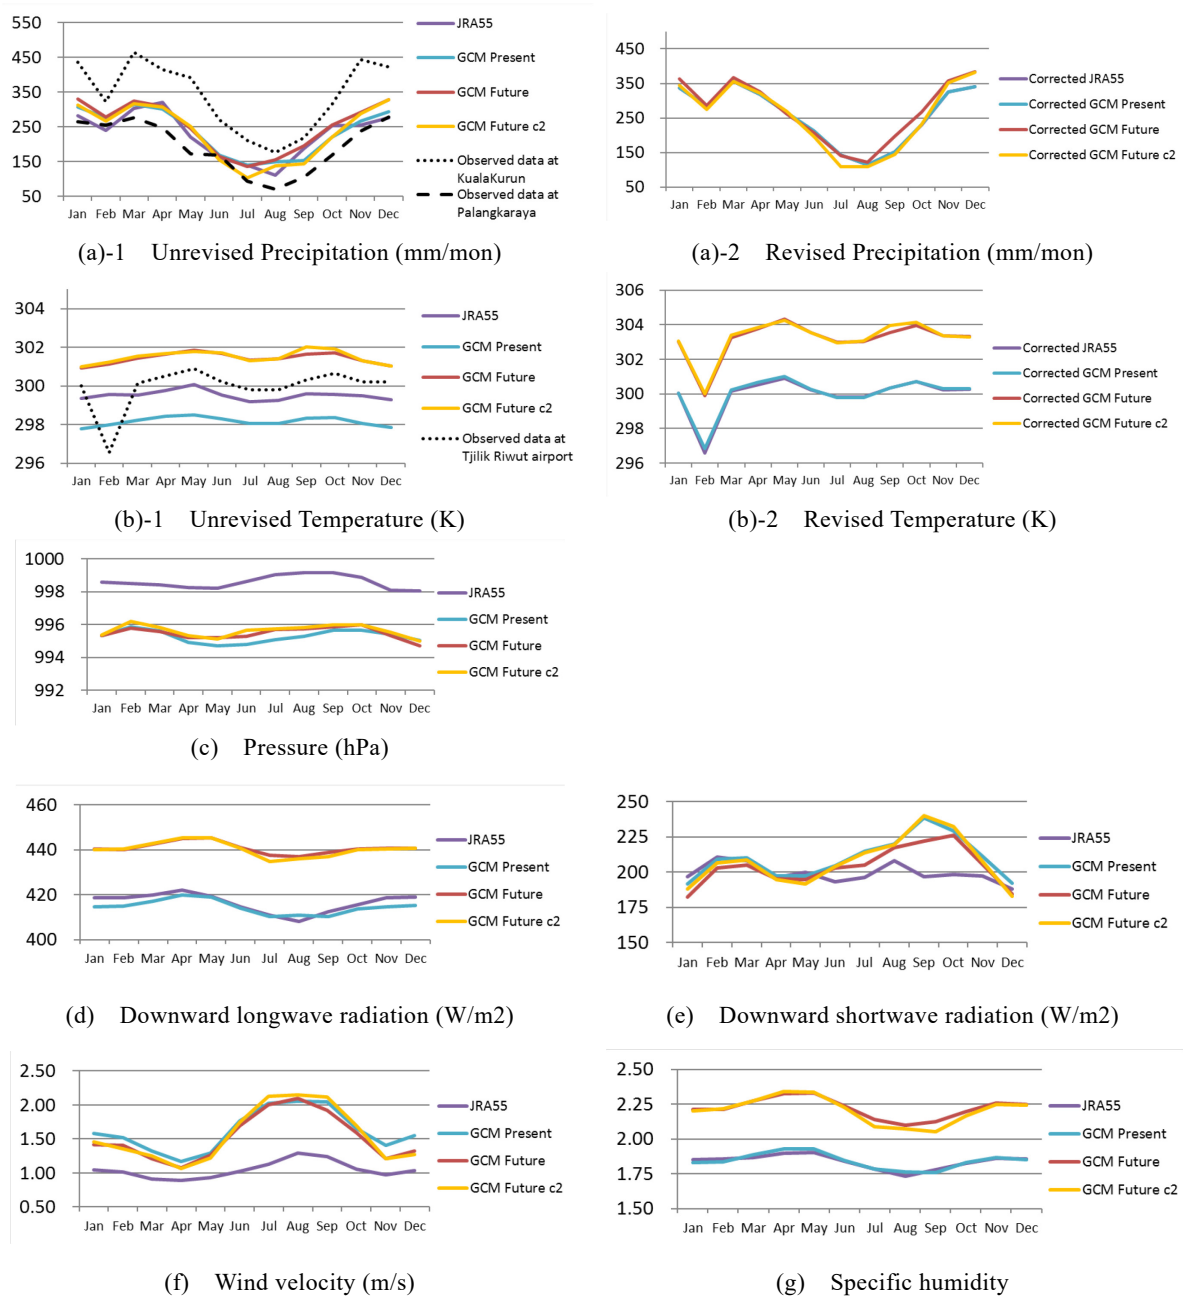 550
450
350
250
150
50
Jan Feb Mar Apr May Jun Jul Aug Sep Oct Nov Dec
JRA55
GCM Present
GCM Future
GCM Future c2
Observed data at
KualaKurun
Observed data at
Palangkaraya
(a)-1 Unrevised Precipitation (mm/mon)
450
350
250
150
50
Jan Feb Mar Apr May Jun Jul Aug Sep Oct Nov Dec
Corrected JRA55
Corrected GCM Present
Corrected GCM Future
Corrected GCM Future c2
(a)-2 Revised Precipitation (mm/mon)
304
302
300
298
296
Jan Feb Mar Apr May Jun Jul Aug Sep Oct Nov Dec
JRA55
GCM Present
GCM Future
GCM Future c2
Observed data at
Tjilik Riwut airport
(b)-1 Unrevised Temperature (K)
306
304
302
300
298
296
Jan Feb Mar Apr May Jun Jul Aug Sep Oct Nov Dec
Corrected JRA55
Corrected GCM Present
Corrected GCM Future
Corrected GCM Future c2
(b)-2 Revised Temperature (K)
1000
998
996
994
992
Jan Feb Mar Apr May Jun Jul Aug Sep Oct Nov Dec
JRA55
GCM Present
GCM Future
GCM Future c2
(c) Pressure (hPa)
460
440
420
400
Jan Feb Mar Apr May Jun Jul Aug Sep Oct Nov Dec
JRA55
GCM Present
GCM Future
GCM Future c2
(d) Downward longwave radiation (W/m2)
250
225
200
175
150
Jan Feb Mar Apr May Jun Jul Aug Sep Oct Nov Dec
JRA55
GCM Present
GCM Future
GCM Future c2
(e) Downward shortwave radiation (W/m2)
2.50
2.00
1.50
1.00
0.50
Jan Feb Mar Apr May Jun Jul Aug Sep Oct Nov Dec
JRA55
GCM Present
GCM Future
GCM Future c2
(f) Wind velocity (m/s)
2.50
2.25
2.00
1.75
1.50
Jan Feb Mar Apr May Jun Jul Aug Sep Oct Nov Dec
JRA55
GCM Present
GCM Future
GCM Future c2
(g) Specific humidity